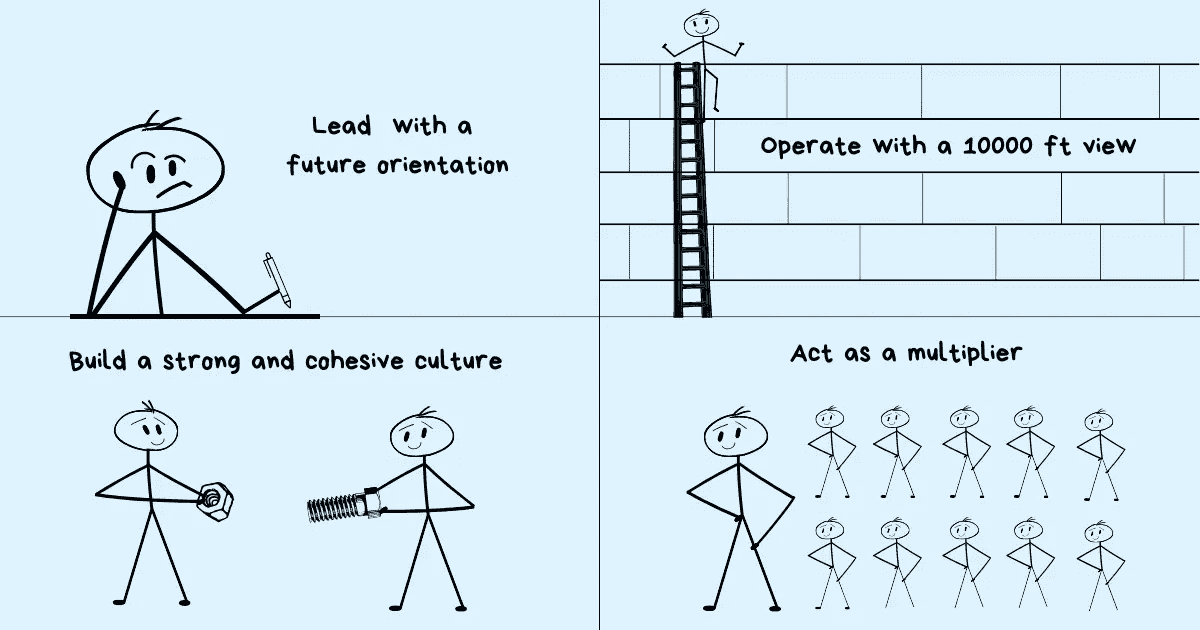 Lead with a
future orientation
Operate with a 10000 ft view
Build a strong and cohesive culture
Act as a multiplier